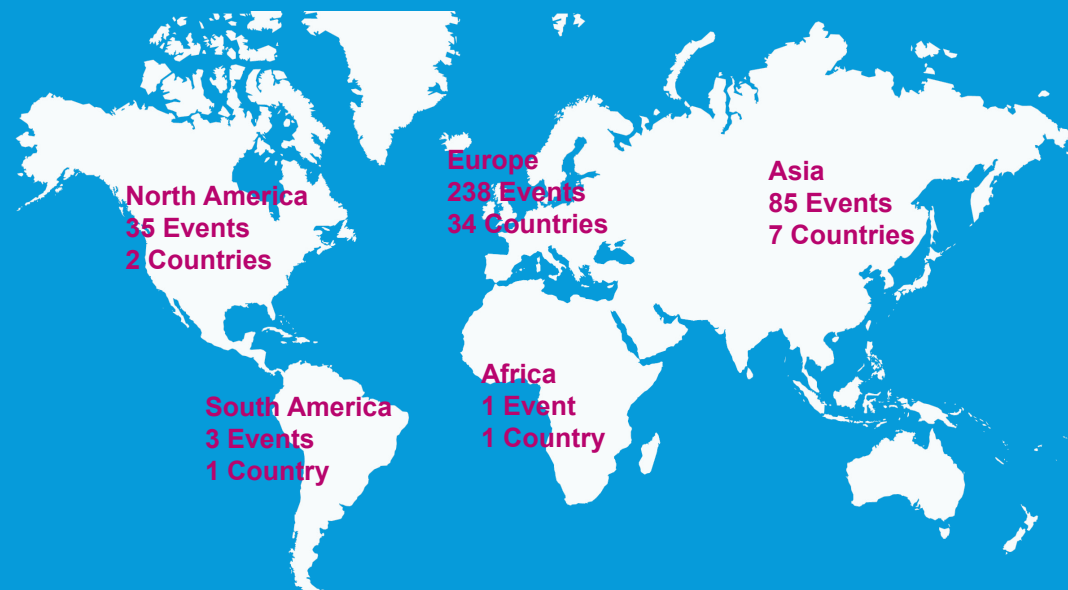 North America
35 Events
2 Countries
Europe
238 Events
34 Countries
Asia
85 Events
7 Countries
South America
3 Events
1 Country
Africa
1 Event
1 Country